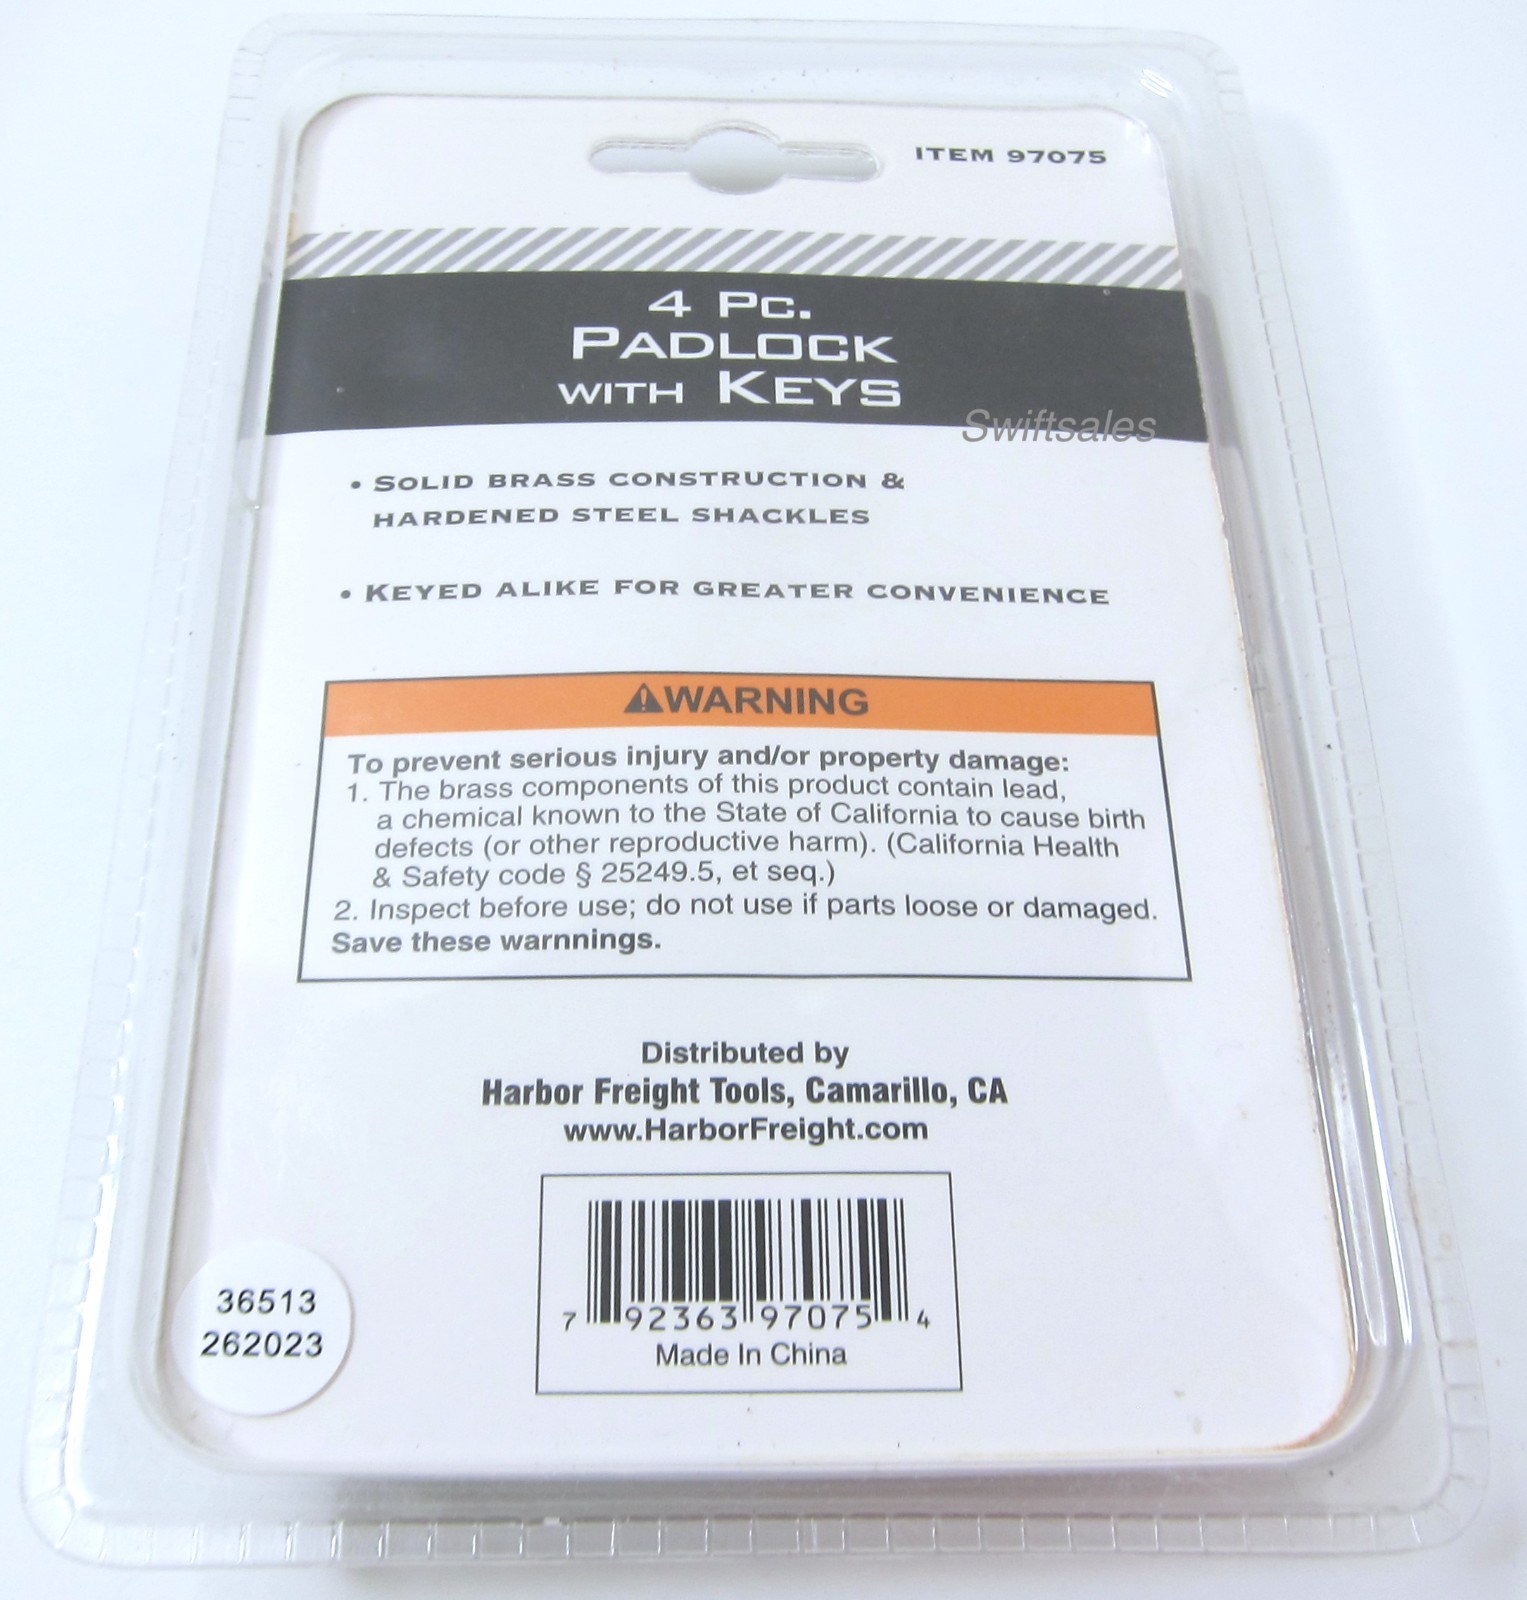 ITEM 97075
4 PC.
PADLOCK
WITH KEYS
Swiftsales
• SOLID BRASS CONSTRUCTION &
HARDENED STEEL SHACKLES
• KEYED ALIKE FOR GREATER CONVENIENCE
⚠WARNING
To prevent serious injury and/or property damage:
1. The brass components of this product contain lead,
a chemical known to the State of California to cause birth
defects (or other reproductive harm). (California Health
& Safety code § 25249.5, et seq.)
2. Inspect before use; do not use if parts loose or damaged.
Save these warnnings.
Distributed by
Harbor Freight Tools, Camarillo, CA
www.HarborFreight.com
7 92363 97075 4
Made In China
36513
262023